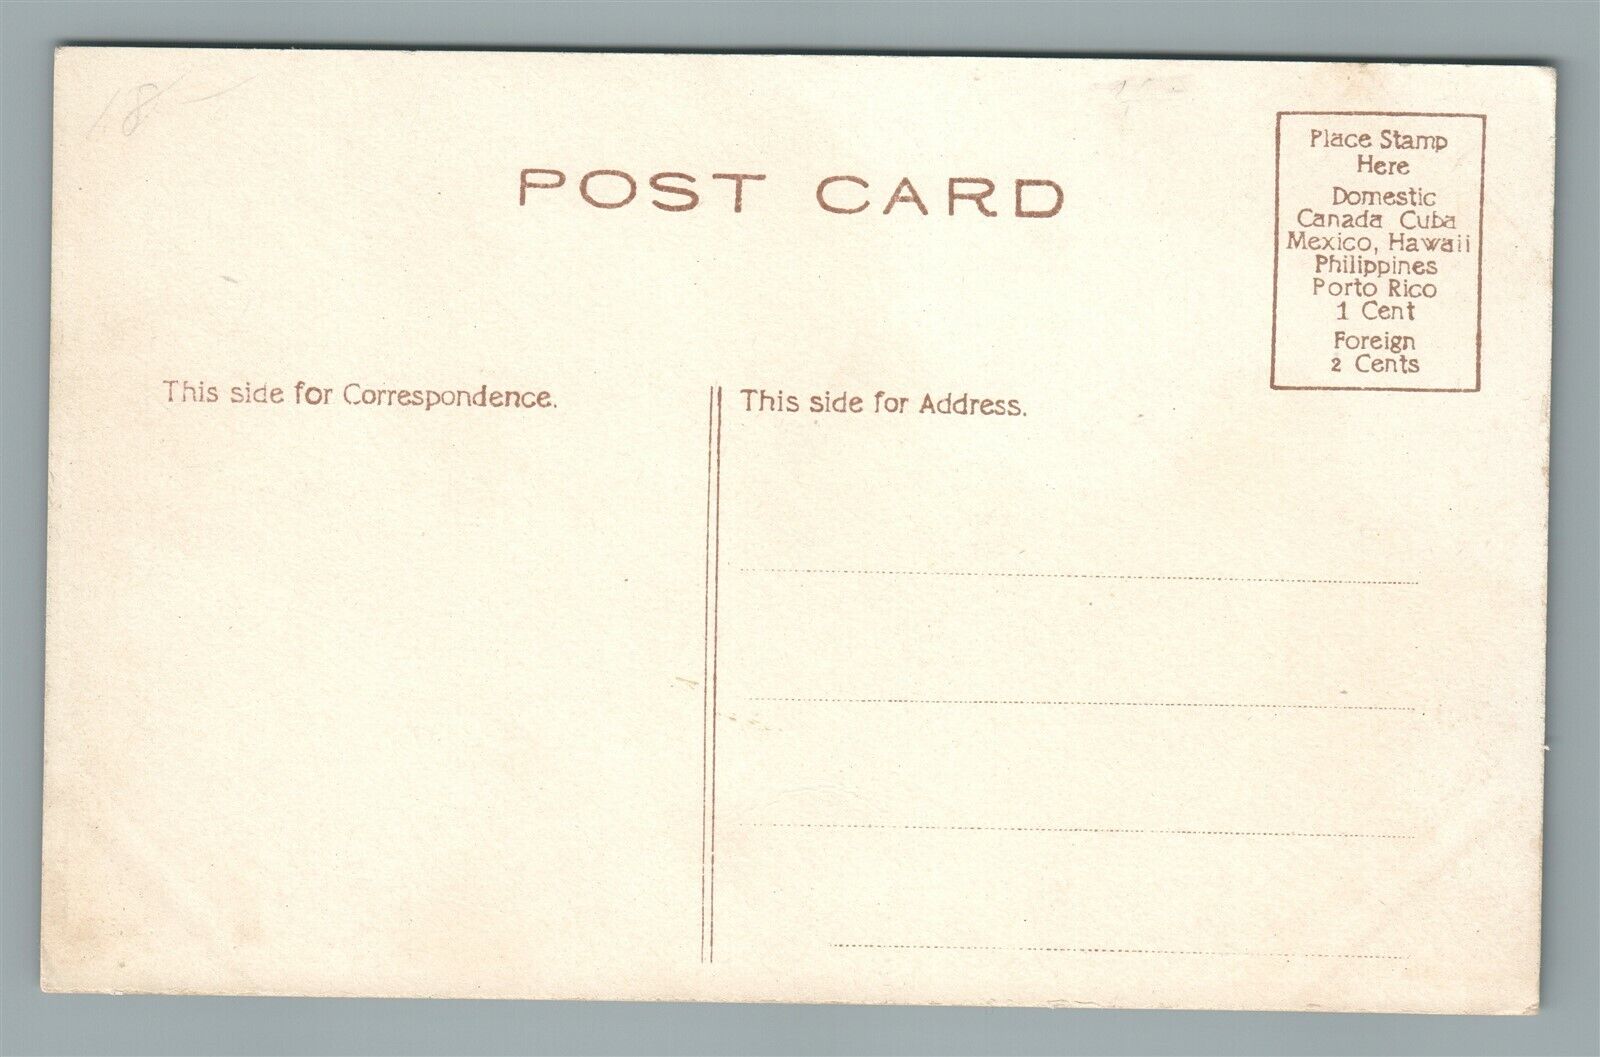 18
POST CARD
Place Stamp
Here
Domestic
Canada Cuba
Mexico, Hawaii
Philippines
Porto Rico
1 Cent
Foreign
2 Cents
This side for Correspondence.
This side for Address.